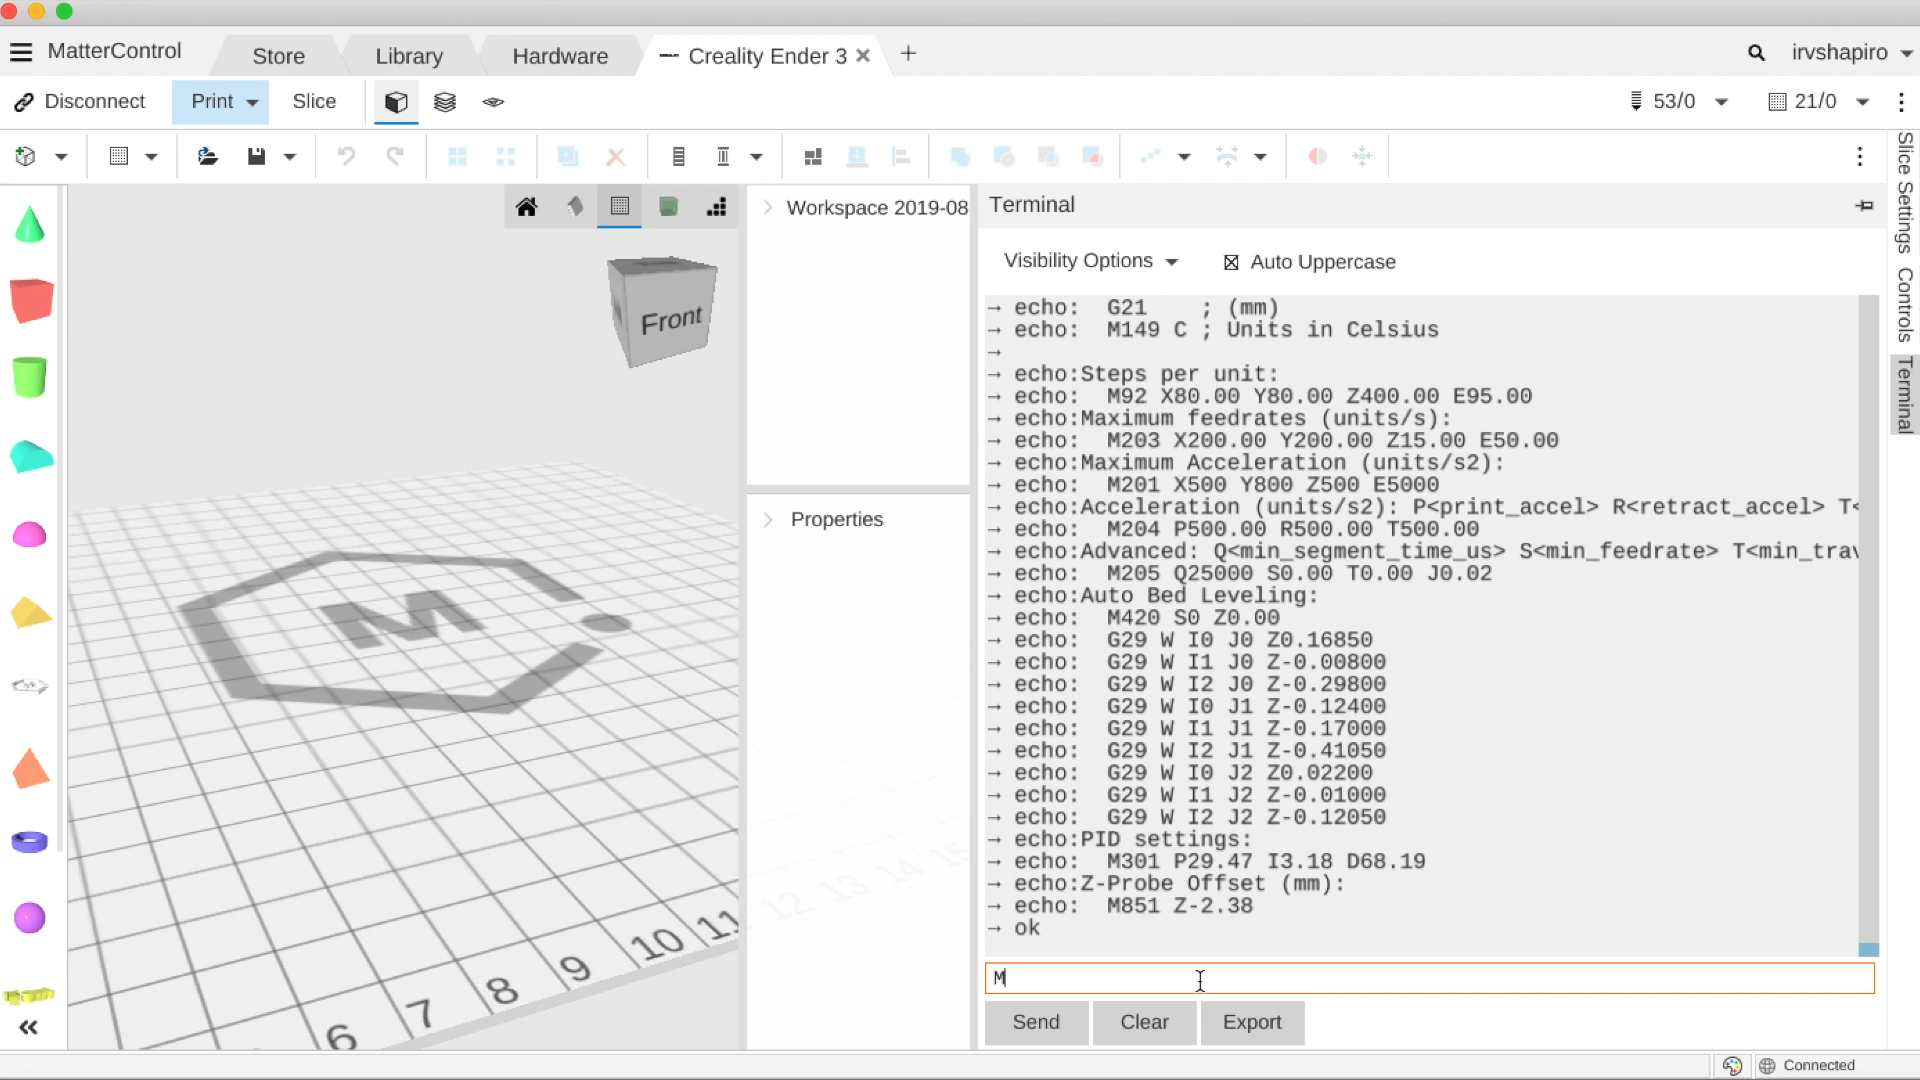 MatterControl
Store
Library
Hardware
Creality Ender 3
irvshapiro
Disconnect
Print
Slice
53/0
21/0
Workspace 2019-08
Properties
Front
M
6
7
8
9
10
11
12
13
14
15
Terminal
Visibility Options
Auto Uppercase
→ echo:  G21    ; (mm)
→ echo:  M149 C ; Units in Celsius
→
→ echo:Steps per unit:
→ echo:  M92 X80.00 Y80.00 Z400.00 E95.00
→ echo:Maximum feedrates (units/s):
→ echo:  M203 X200.00 Y200.00 Z15.00 E50.00
→ echo:Maximum Acceleration (units/s2):
→ echo:  M201 X500 Y800 Z500 E5000
→ echo:Acceleration (units/s2): P<print_accel> R<retract_accel> T<
→ echo:  M204 P500.00 R500.00 T500.00
→ echo:Advanced: Q<min_segment_time_us> S<min_feedrate> T<min_trav
→ echo:  M205 Q25000 S0.00 T0.00 J0.02
→ echo:Auto Bed Leveling:
→ echo:  M420 S0 Z0.00
→ echo:  G29 W I0 J0 Z0.16850
→ echo:  G29 W I1 J0 Z-0.00800
→ echo:  G29 W I2 J0 Z-0.29800
→ echo:  G29 W I0 J1 Z-0.12400
→ echo:  G29 W I1 J1 Z-0.17000
→ echo:  G29 W I2 J1 Z-0.41050
→ echo:  G29 W I0 J2 Z0.02200
→ echo:  G29 W I1 J2 Z-0.01000
→ echo:  G29 W I2 J2 Z-0.12050
→ echo:PID settings:
→ echo:  M301 P29.47 I3.18 D68.19
→ echo:Z-Probe Offset (mm):
→ echo:  M851 Z-2.38
→ ok
M
Send
Clear
Export
Slice Settings
Controls
Terminal
Connected